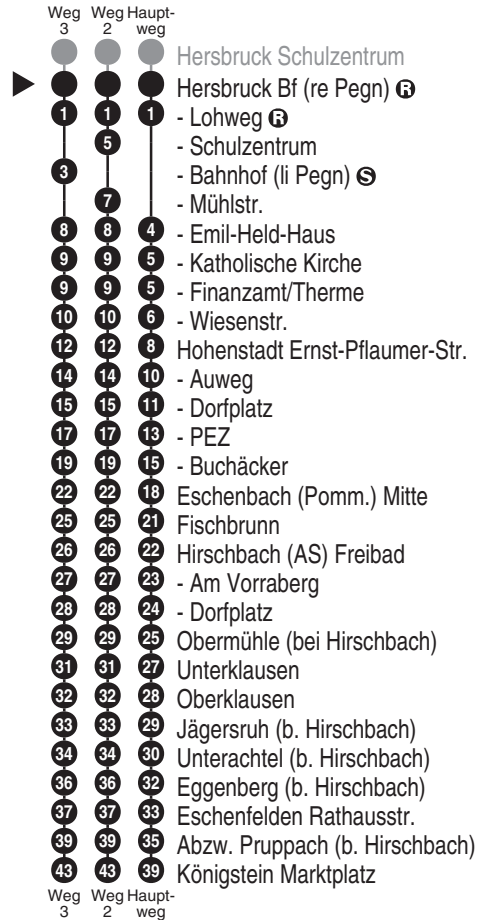 Weg Weg Haupt-
3 2 weg
Hersbruck Schulzentrum
Hersbruck Bf (re Pegn) R
1 1 1 - Lohweg R
5 - Schulzentrum
3 - Bahnhof (li Pegn) S
7 - Mühlstr.
8 8 4 - Emil-Held-Haus
9 9 5 - Katholische Kirche
9 9 5 - Finanzamt/Therme
10 10 6 - Wiesenstr.
12 12 8 Hohenstadt Ernst-Pflaumer-Str.
14 14 10 - Auweg
15 15 11 - Dorfplatz
17 17 13 - PEZ
19 19 15 - Buchäcker
22 22 18 Eschenbach (Pomm.) Mitte
25 25 21 Fischbrunn
26 26 22 Hirschbach (AS) Freibad
27 27 23 - Am Vorraberg
28 28 24 - Dorfplatz
29 29 25 Obermühle (bei Hirschbach)
31 31 27 Unterklausen
32 32 28 Oberklausen
33 33 29 Jägersruh (b. Hirschbach)
34 34 30 Unterachtel (b. Hirschbach)
36 36 32 Eggenberg (b. Hirschbach)
37 37 33 Eschenfelden Rathausstr.
39 39 35 Abzw. Pruppach (b. Hirschbach)
43 43 39 Königstein Marktplatz
Weg Weg Haupt-
3 2 weg